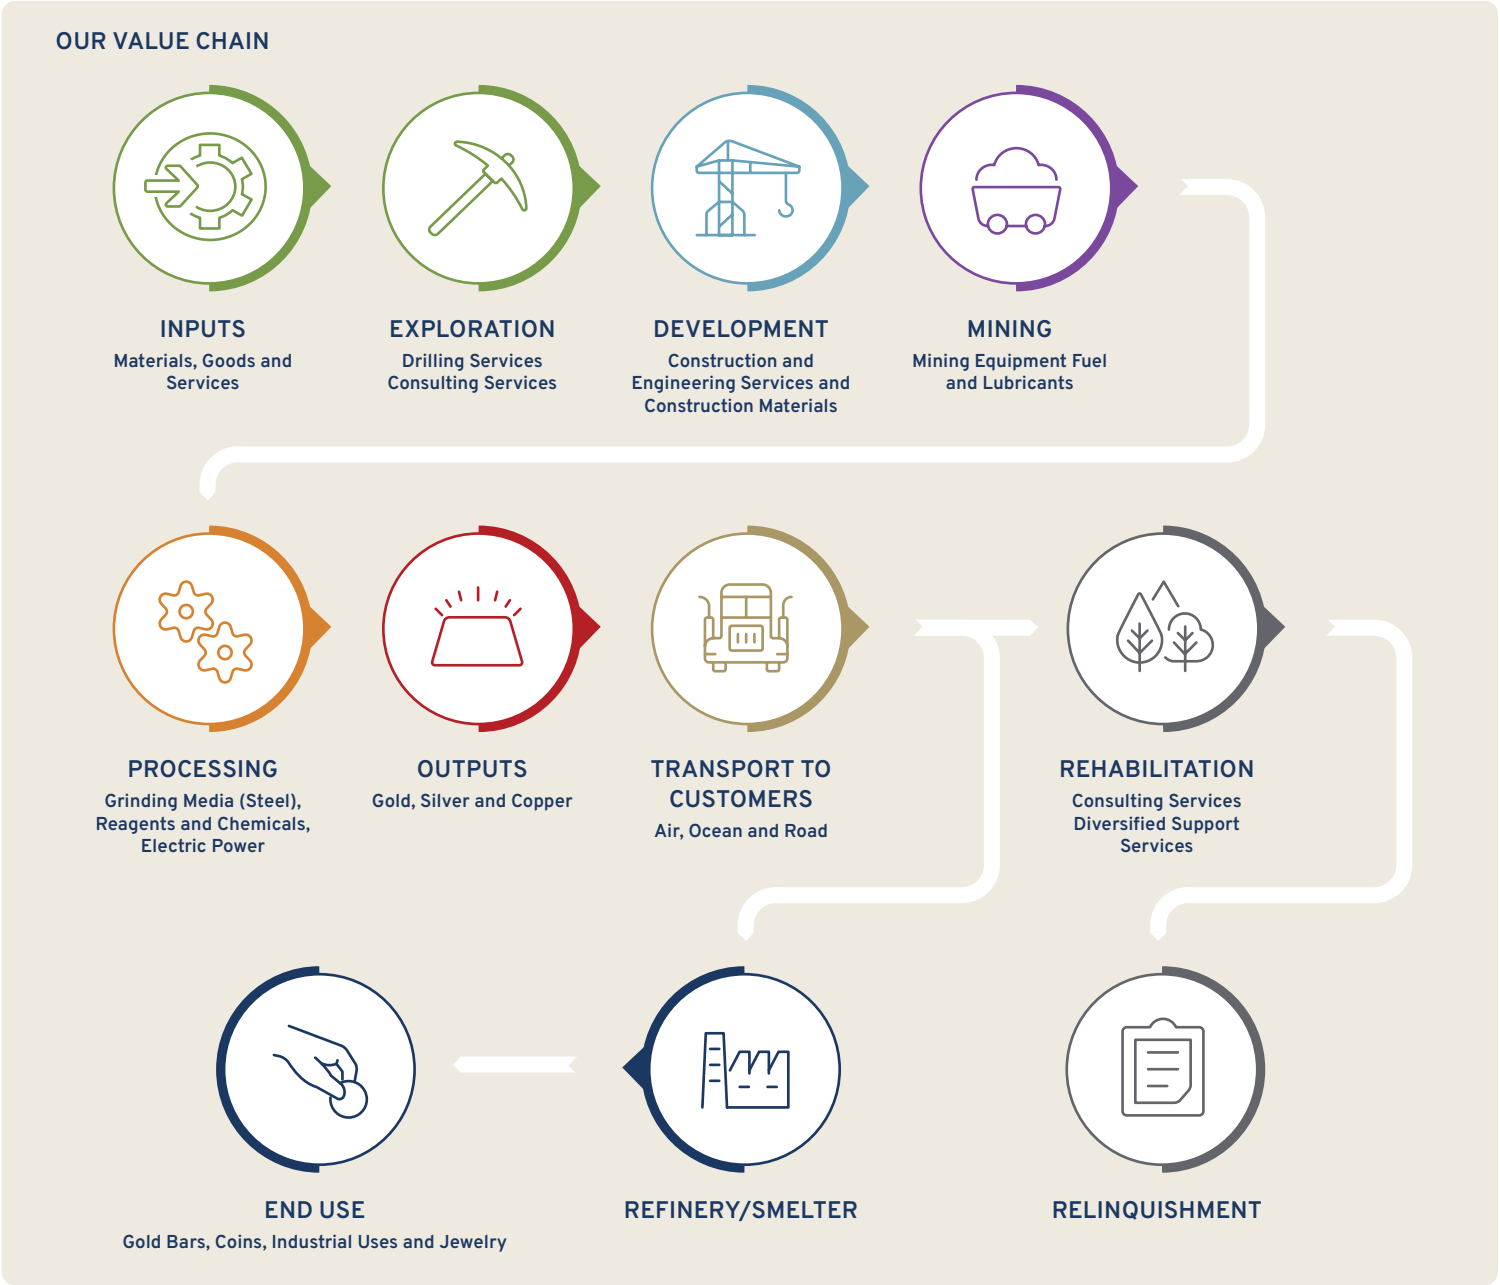 OUR VALUE CHAIN
INPUTS
Materials, Goods and
Services
EXPLORATION
Drilling Services
Consulting Services
DEVELOPMENT
Construction and
Engineering Services and
Construction Materials
MINING
Mining Equipment Fuel
and Lubricants
PROCESSING
Grinding Media (Steel),
Reagents and Chemicals,
Electric Power
OUTPUTS
Gold, Silver and Copper
TRANSPORT TO
CUSTOMERS
Air, Ocean and Road
REHABILITATION
Consulting Services
Diversified Support
Services
END USE
Gold Bars, Coins, Industrial Uses and Jewelry
REFINERY/SMELTER
RELINQUISHMENT